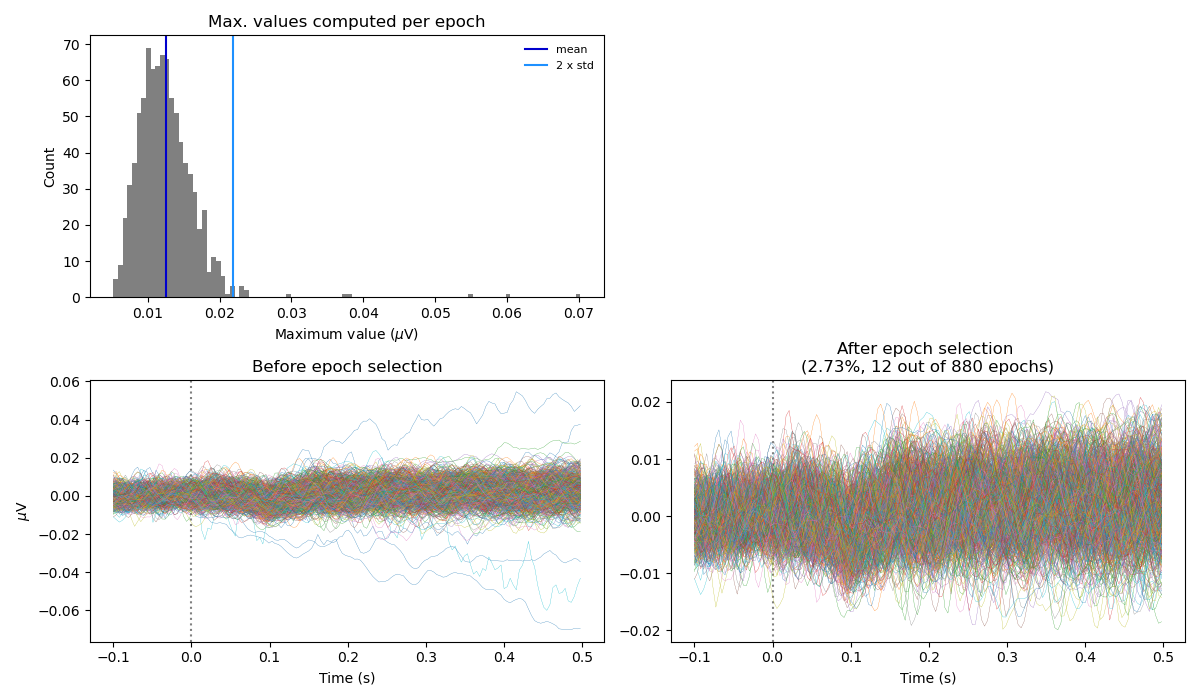 Max. values computed per epoch
70
60
50
40
30
20
10
0
Count
mean
2 x std
0.01 0.02 0.03 0.04 0.05 0.06 0.07
Maximum value (μV)
Before epoch selection
0.06
0.04
0.02
0.00
−0.02
−0.04
−0.06
μV
−0.1 0.0 0.1 0.2 0.3 0.4 0.5
Time (s)
After epoch selection
(2.73%, 12 out of 880 epochs)
0.02
0.01
0.00
−0.01
−0.02
−0.1 0.0 0.1 0.2 0.3 0.4 0.5
Time (s)